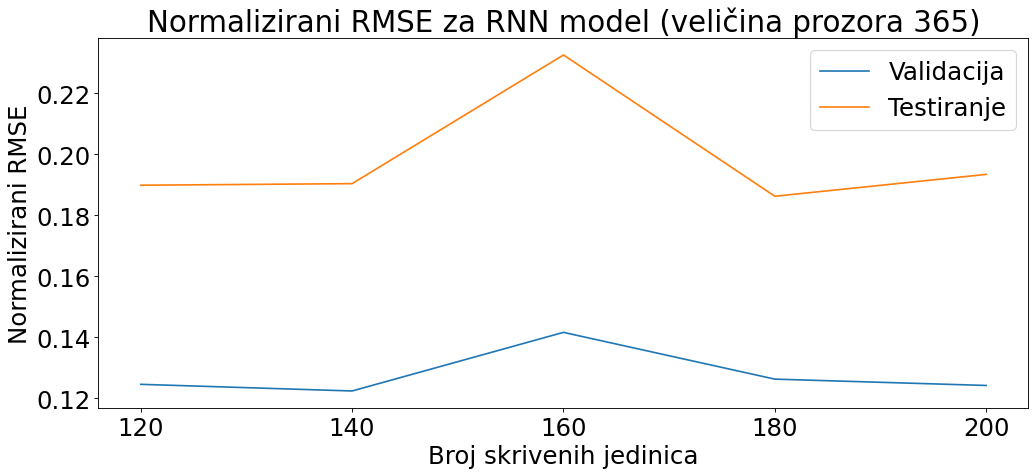 Normalizirani RMSE za RNN model (veličina prozora 365)
Validacija
Testiranje
Normalizirani RMSE
0.22
0.20
0.18
0.16
0.14
0.12
120 140 160 180 200
Broj skrivenih jedinica